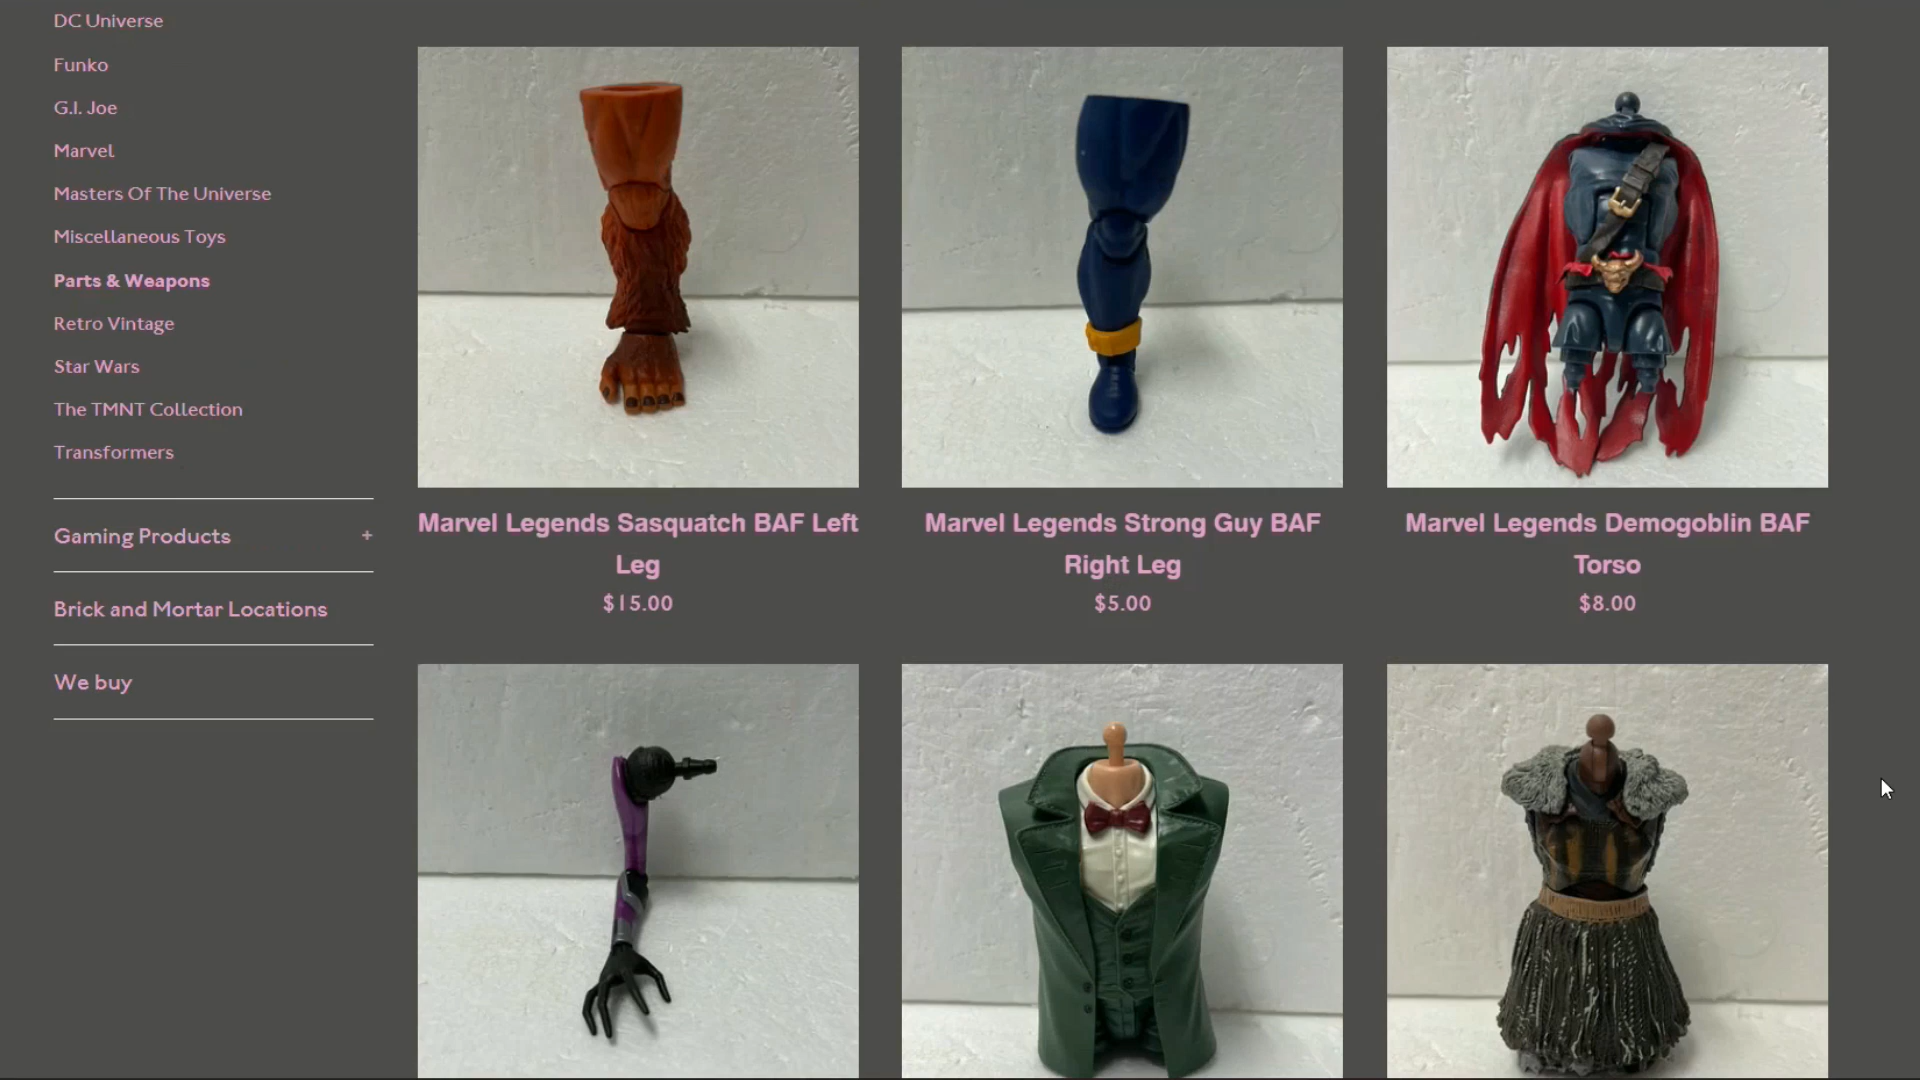 DC Universe
Funko
G.I. Joe
Marvel
Masters Of The Universe
Miscellaneous Toys
Parts & Weapons
Retro Vintage
Star Wars
The TMNT Collection
Transformers
Gaming Products +
Brick and Mortar Locations
We buy
Marvel Legends Sasquatch BAF Left
Leg
$15.00
Marvel Legends Strong Guy BAF
Right Leg
$5.00
Marvel Legends Demogoblin BAF
Torso
$8.00